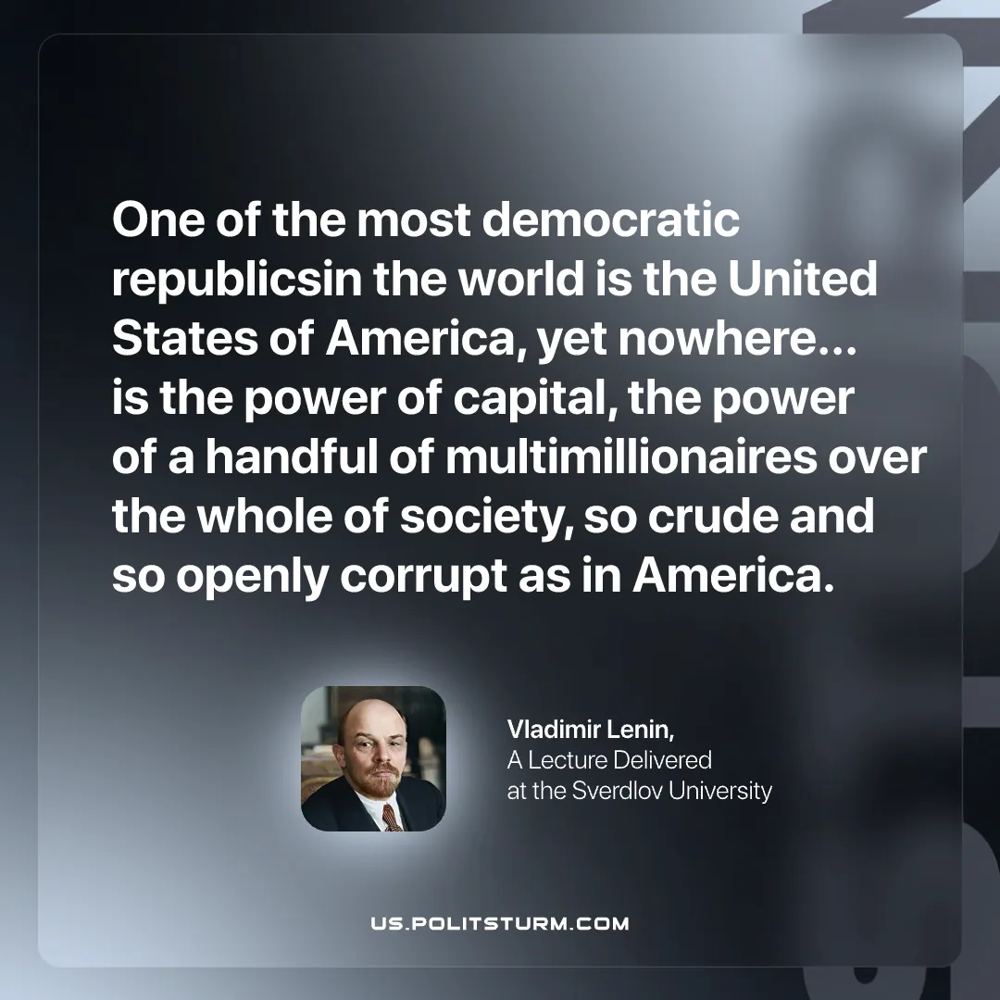 One of the most democratic
republicsin the world is the United
States of America, yet nowhere...
is the power of capital, the power
of a handful of multimillionaires over
the whole of society, so crude and
so openly corrupt as in America.
Vladimir Lenin,
A Lecture Delivered
at the Sverdlov University
US.POLITSTURM.COM